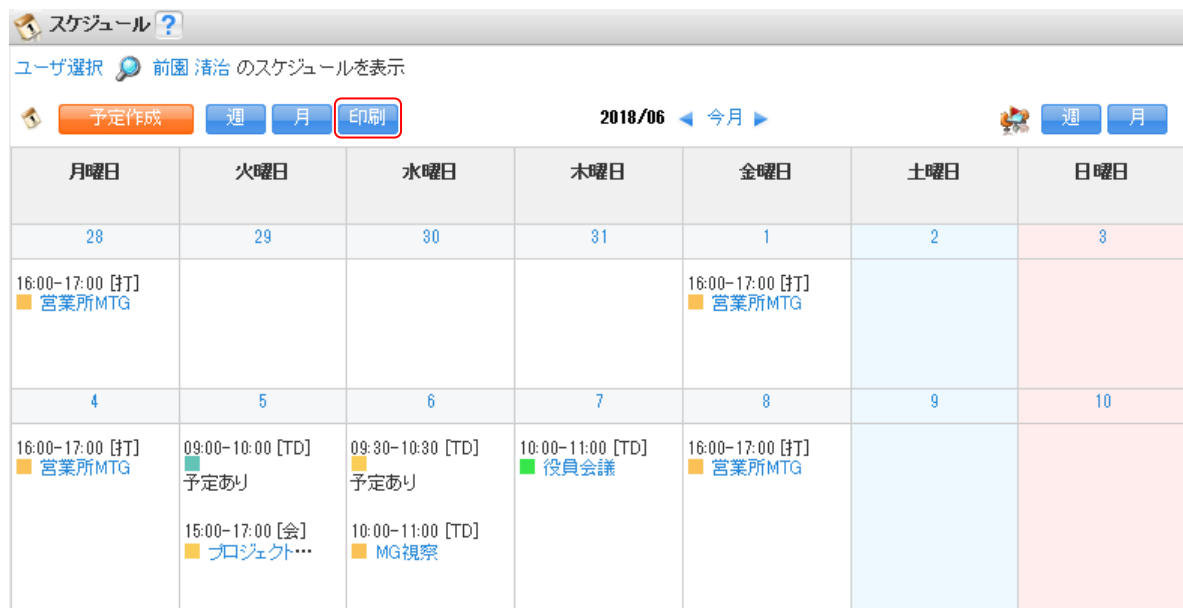 スケジュール ?
ユーザ選択 前園 清治 のスケジュールを表示
予定作成 週 月 印刷 2018/06 今月 週 月
月曜日 火曜日 水曜日 木曜日 金曜日 土曜日 日曜日
28 29 30 31 1 2 3
16:00-17:00 [打] 16:00-17:00 [打]
営業所MTG 営業所MTG
4 5 6 7 8 9 10
16:00-17:00 [打] 09:00-10:00 [TD] 09:30-10:30 [TD] 10:00-11:00 [TD] 16:00-17:00 [打]
営業所MTG 役員会議 営業所MTG
予定あり 予定あり
15:00-17:00 [会] 10:00-11:00 [TD]
プロジェクト… MG視察